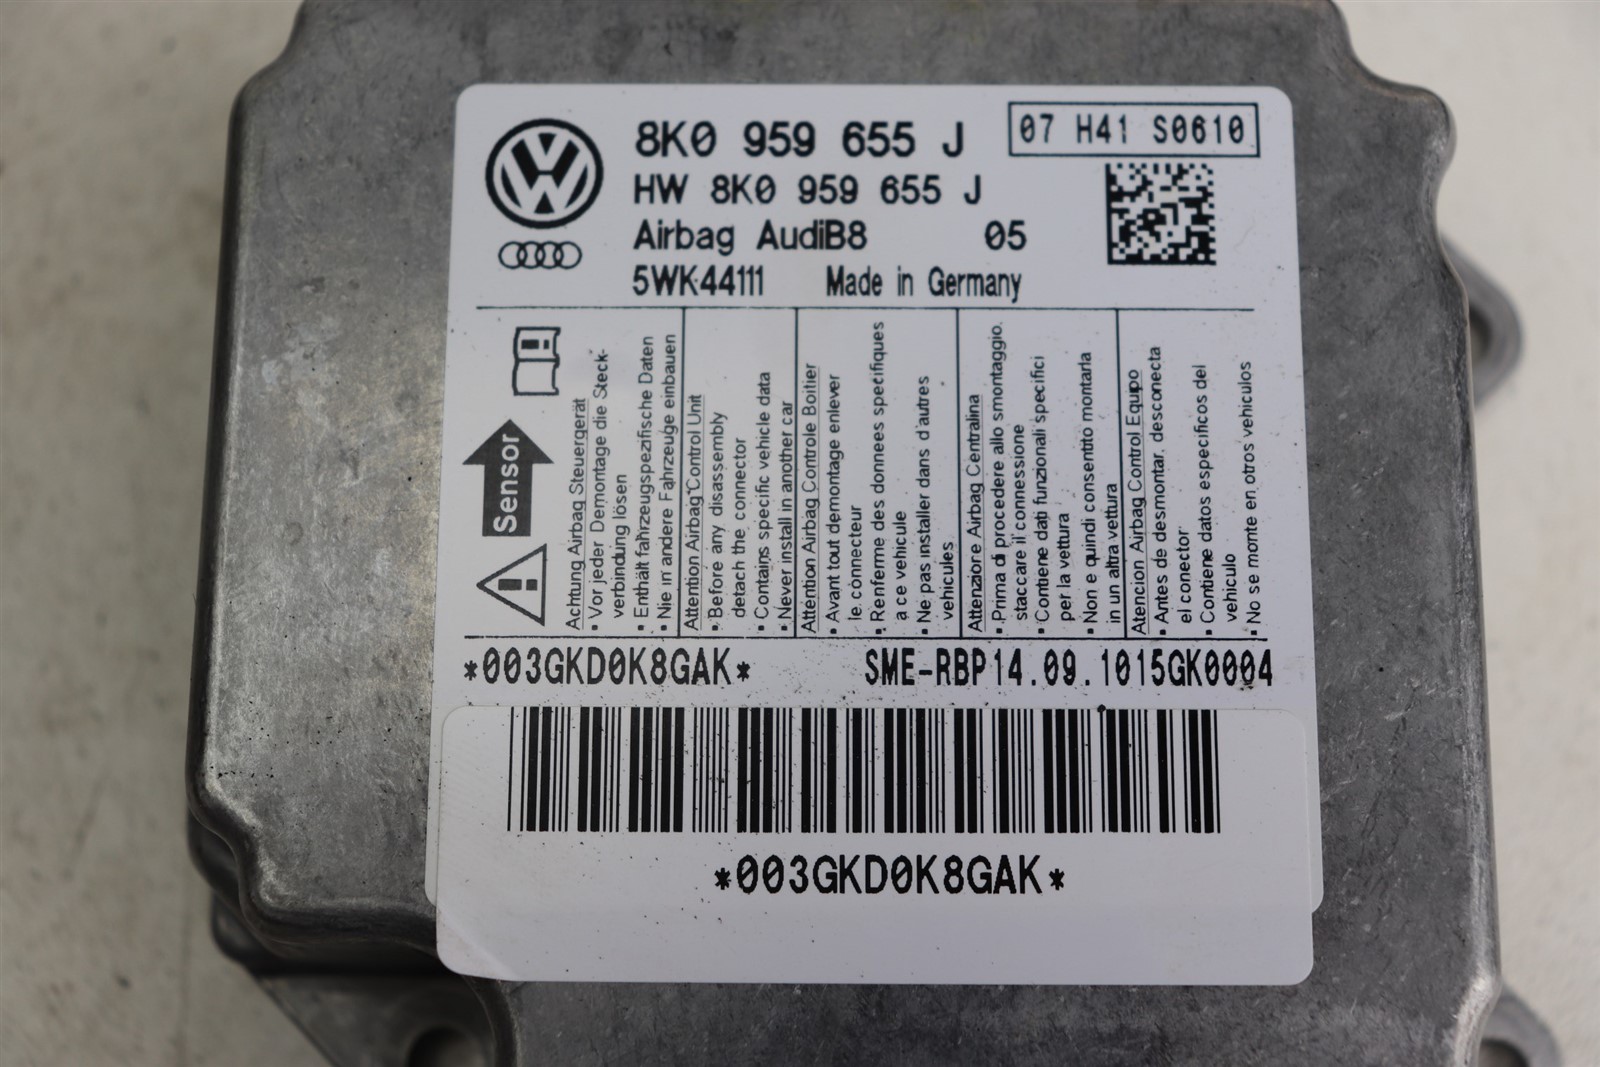 8K0 959 655 J
07 H41 S0610
HW 8K0 959 655 J
Airbag AudiB8 05
5WK44111 Made in Germany
Sensor
Achtung Airbag Steuergerät
▪ Vor jeder Demontage die Steck-
verbindung lösen
▪ Enthält fahrzeugspezifische Daten
▪ Nie in andere Fahrzeuge einbauen
Attention Airbag Control Unit
▪ Before any disassembly
detach the connector
▪ Contains specific vehicle data
▪ Never install in another car
Attention Airbag Controle Boitier
▪ Avant tout demontage enlever
le connecteur
▪ Renferme des données specifiques
a ce vehicule
▪ Ne pas installer dans d'autres
vehicules
Attenzione Airbag Centralina
▪ Prima di procedere allo smontaggio.
staccare il connessione
▪ Contiene dati funzionali specifici
per la vettura
▪ Non e quindi consentito montarla
in un altra vettura
Atencion Airbag Control Equipo
▪ Antes de desmontar, desconecta
el conector
▪ Contiene datos especificos del
vehiculo
▪ No se monte en otros vehiculos
*003GKD0K8GAK* SME-RBP14.09.1015GK0004
*003GKD0K8GAK*